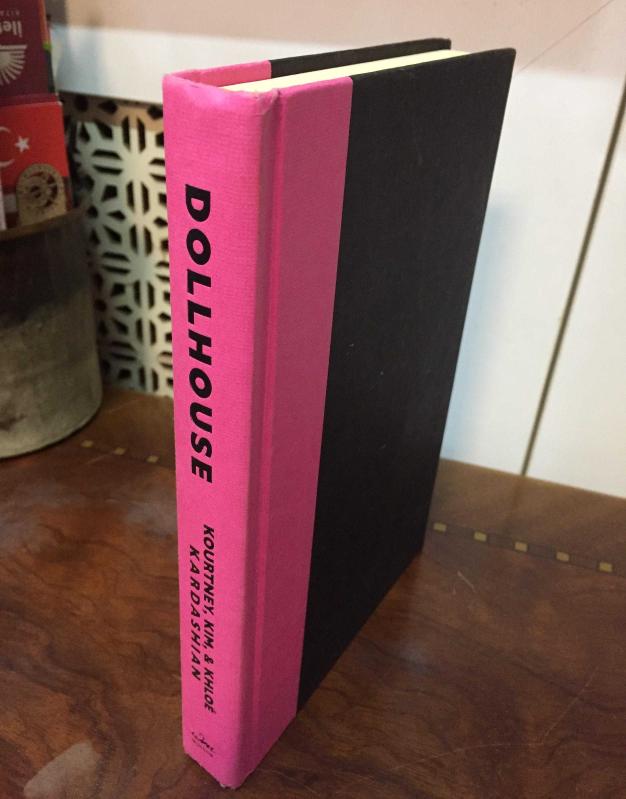 DOLLHOUSE
KOURTNEY, KIM, & KHLOÉ
KARDASHIAN